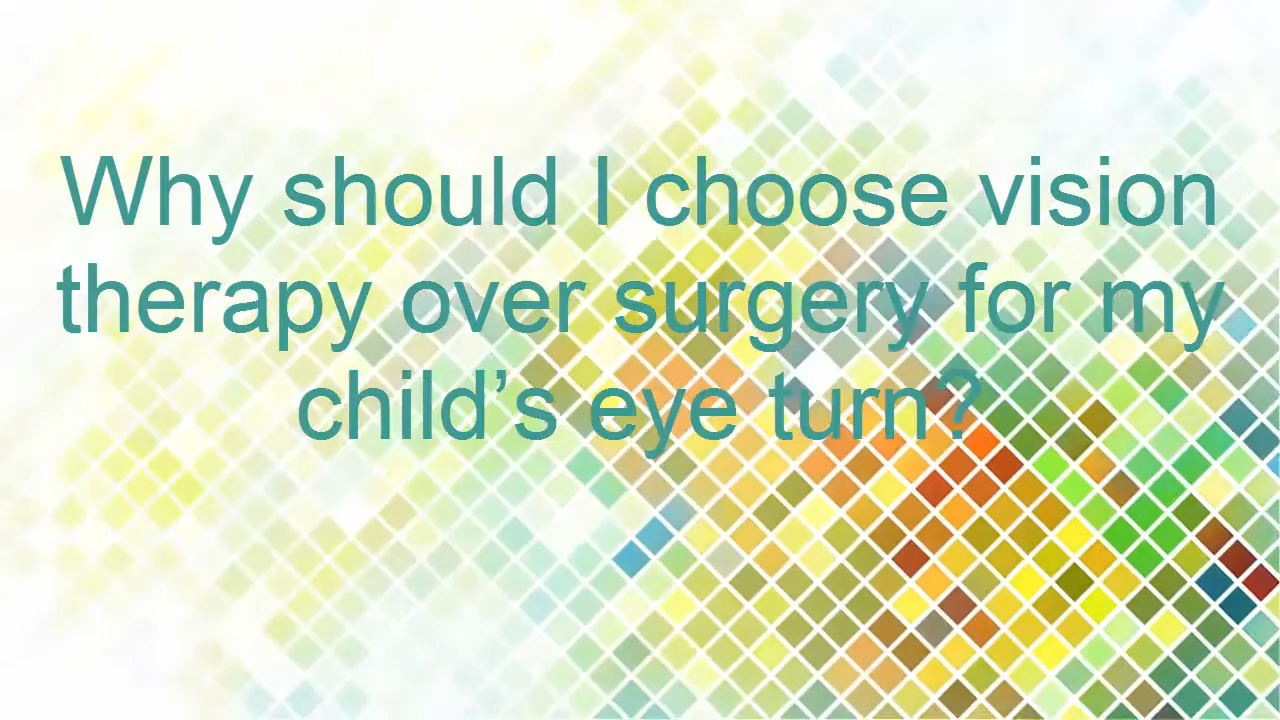 Why should I choose vision
therapy over surgery for my
child’s eye turn?